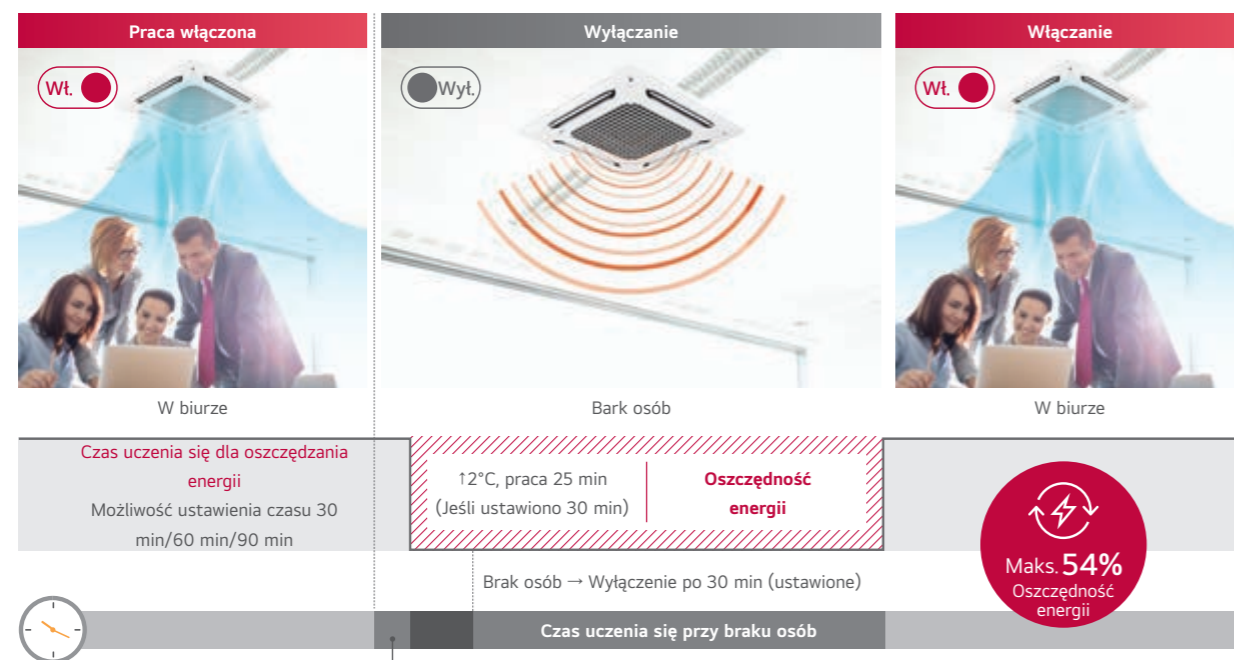 Praca włączona
Wyłączanie
Włączanie
Wł.
Wył.
Wł.
W biurze
Bark osób
W biurze
Czas uczenia się dla oszczędzania
energii
Możliwość ustawienia czasu 30
min/60 min/90 min
↑2°C, praca 25 min
(Jeśli ustawiono 30 min)
Oszczędność
energii
Maks. 54%
Oszczędność
energii
Brak osób → Wyłączenie po 30 min (ustawione)
Czas uczenia się przy braku osób